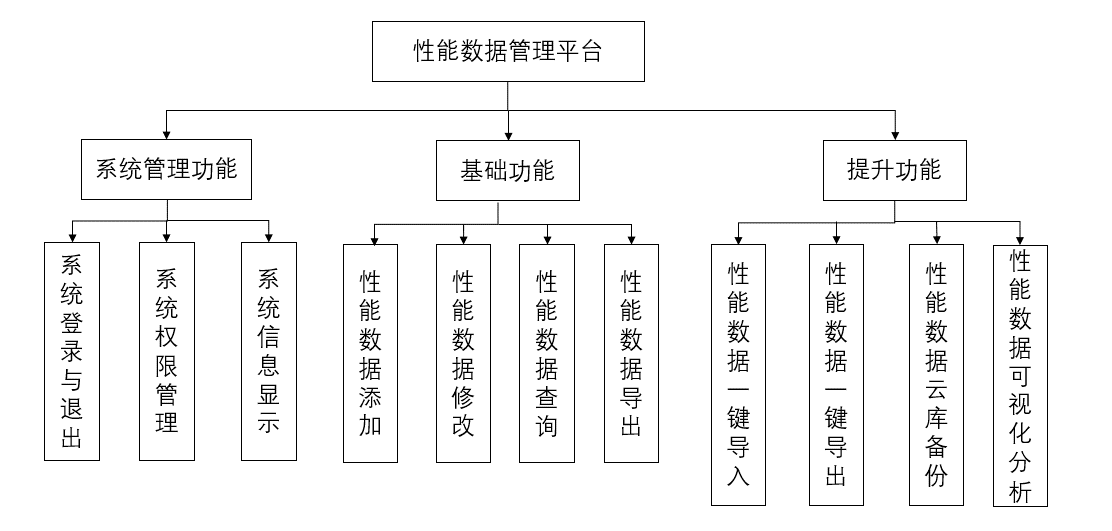 性能数据管理平台
系统管理功能
基础功能
提升功能
系统登录与退出
系统权限管理
系统信息显示
性能数据添加
性能数据修改
性能数据查询
性能数据导出
性能数据一键导入
性能数据一键导出
性能数据云库备份
性能数据可视化分析